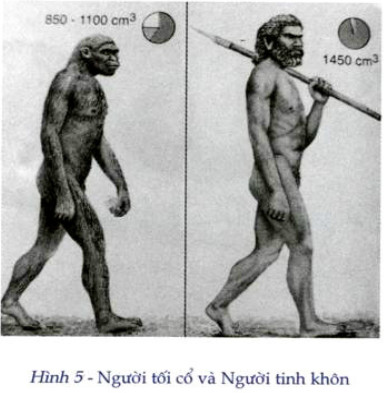 850 - 1100 cm³
1450 cm³
Hình 5 - Người tối cổ và Người tinh khôn